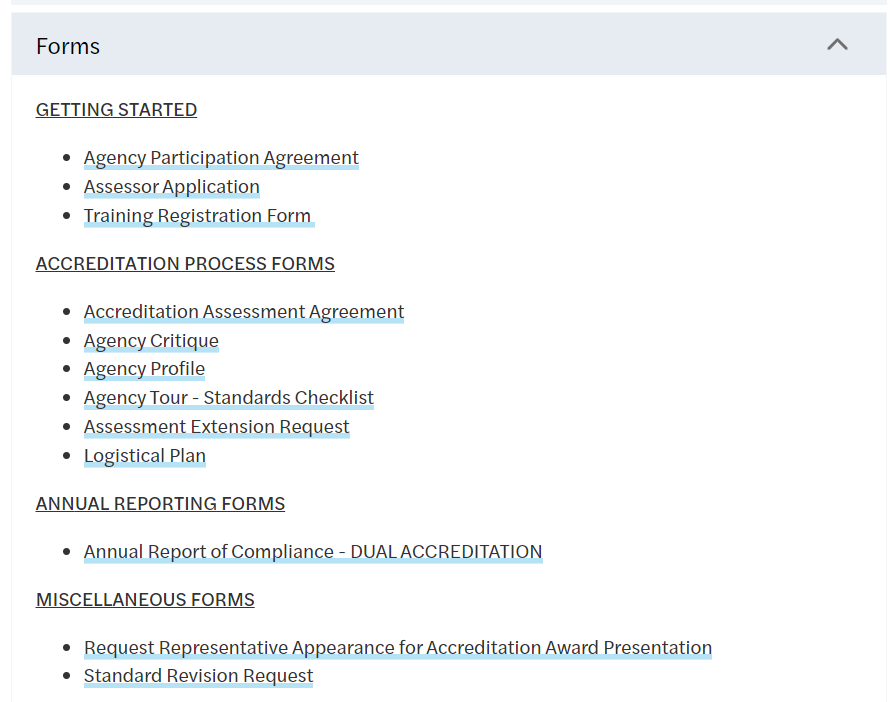 Forms
GETTING STARTED
Agency Participation Agreement
Assessor Application
Training Registration Form
ACCREDITATION PROCESS FORMS
Accreditation Assessment Agreement
Agency Critique
Agency Profile
Agency Tour - Standards Checklist
Assessment Extension Request
Logistical Plan
ANNUAL REPORTING FORMS
Annual Report of Compliance - DUAL ACCREDITATION
MISCELLANEOUS FORMS
Request Representative Appearance for Accreditation Award Presentation
Standard Revision Request